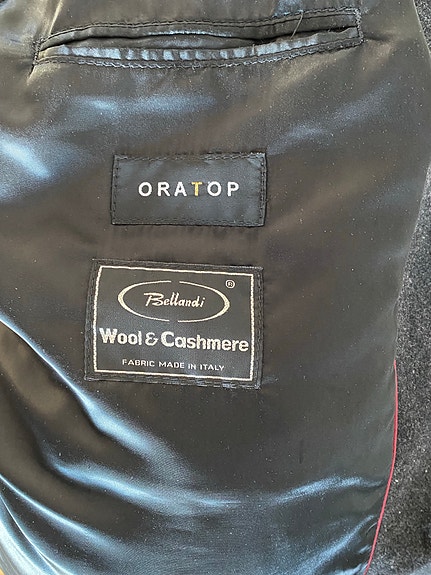 ORATOP
Bellandi ®
Wool & Cashmere
FABRIC MADE IN ITALY